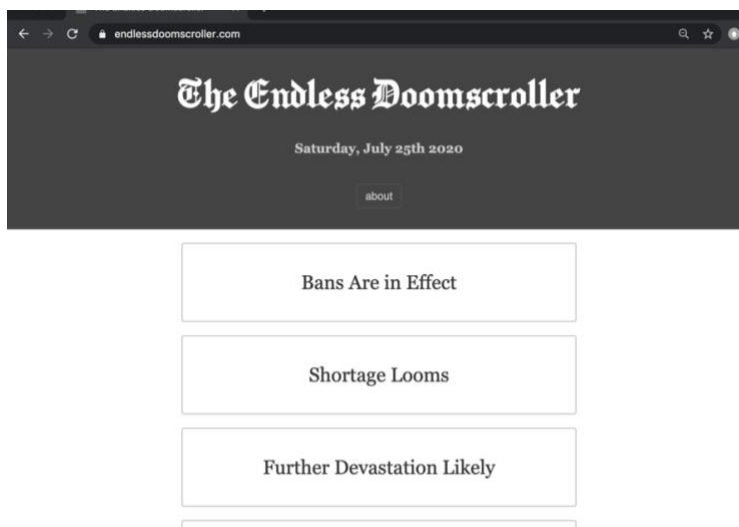 endlessdoomscroller.com
The Endless Doomscroller
Saturday, July 25th 2020
about
Bans Are in Effect
Shortage Looms
Further Devastation Likely